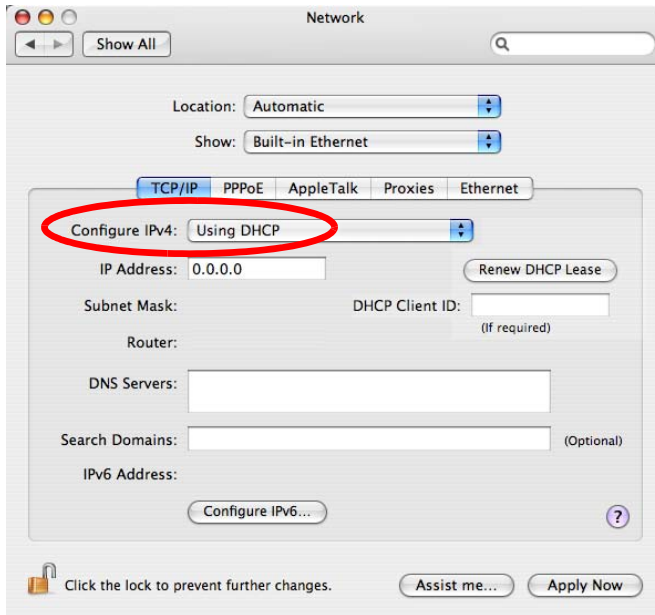 Network
Show All
Location: Automatic
Show: Built-in Ethernet
TCP/IP PPPoE AppleTalk Proxies Ethernet
Configure IPv4: Using DHCP
IP Address: 0.0.0.0 Renew DHCP Lease
Subnet Mask: DHCP Client ID:
(If required)
Router:
DNS Servers:
Search Domains: (Optional)
IPv6 Address:
Configure IPv6... ?
Click the lock to prevent further changes. Assist me... Apply Now